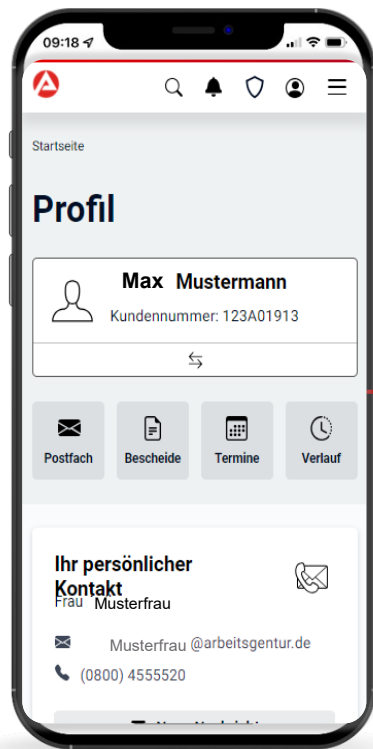 09:18
Startseite
Profil
Max Mustermann
Kundennummer: 123A01913
Postfach Bescheide Termine Verlauf
Ihr persönlicher
Kontakt
Frau Musterfrau
Musterfrau @arbeitsgentur.de
(0800) 4555520